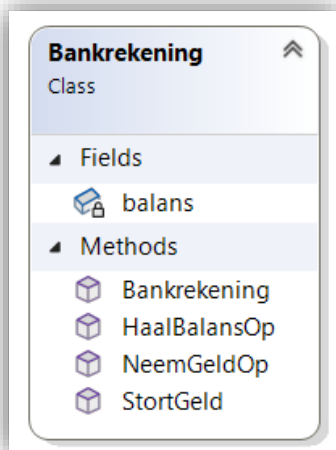 Bankrekening
Class
Fields
balans
Methods
Bankrekening
HaalBalansOp
NeemGeldOp
StortGeld